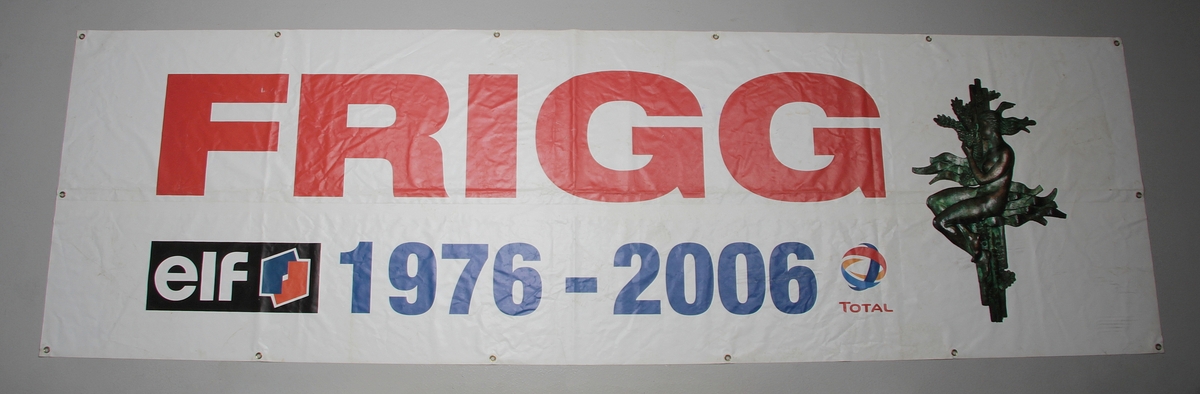 FRIGG
elf 1976 - 2006 TOTAL